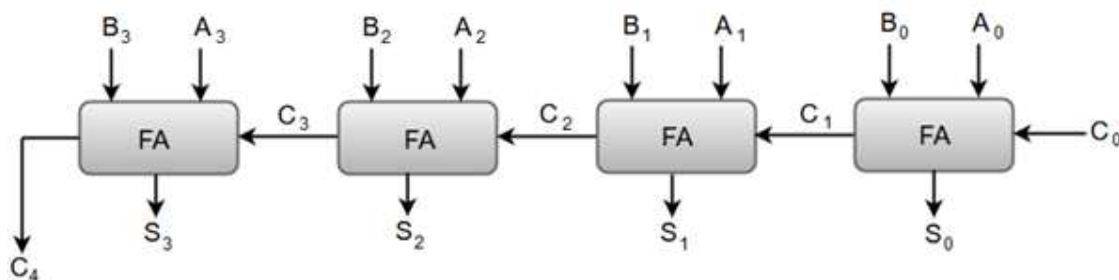 B₃ A₃ B₂ A₂ B₁ A₁ B₀ A₀
FA C₃ FA C₂ FA C₁ FA C₀
S₃ S₂ S₁ S₀
C₄